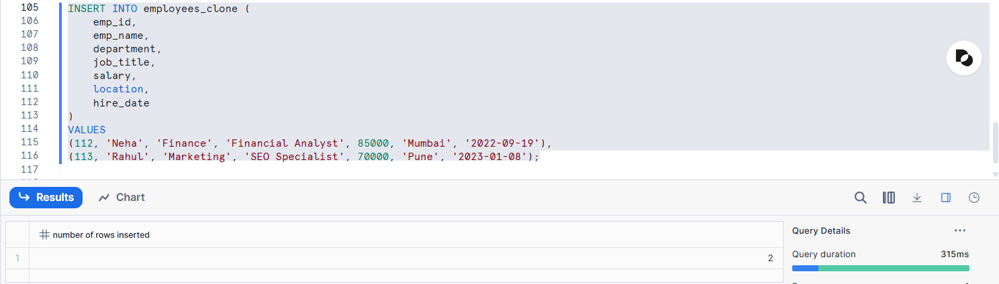 105 INSERT INTO employees_clone (
106 emp_id,
107 emp_name,
108 department,
109 job_title,
110 salary,
111 location,
112 hire_date
113 )
114 VALUES
115 (112, 'Neha', 'Finance', 'Financial Analyst', 85000, 'Mumbai', '2022-09-19'),
116 (113, 'Rahul', 'Marketing', 'SEO Specialist', 70000, 'Pune', '2023-01-08');
117
Results Chart
# number of rows inserted
1 2
Query Details ...
Query duration 315ms